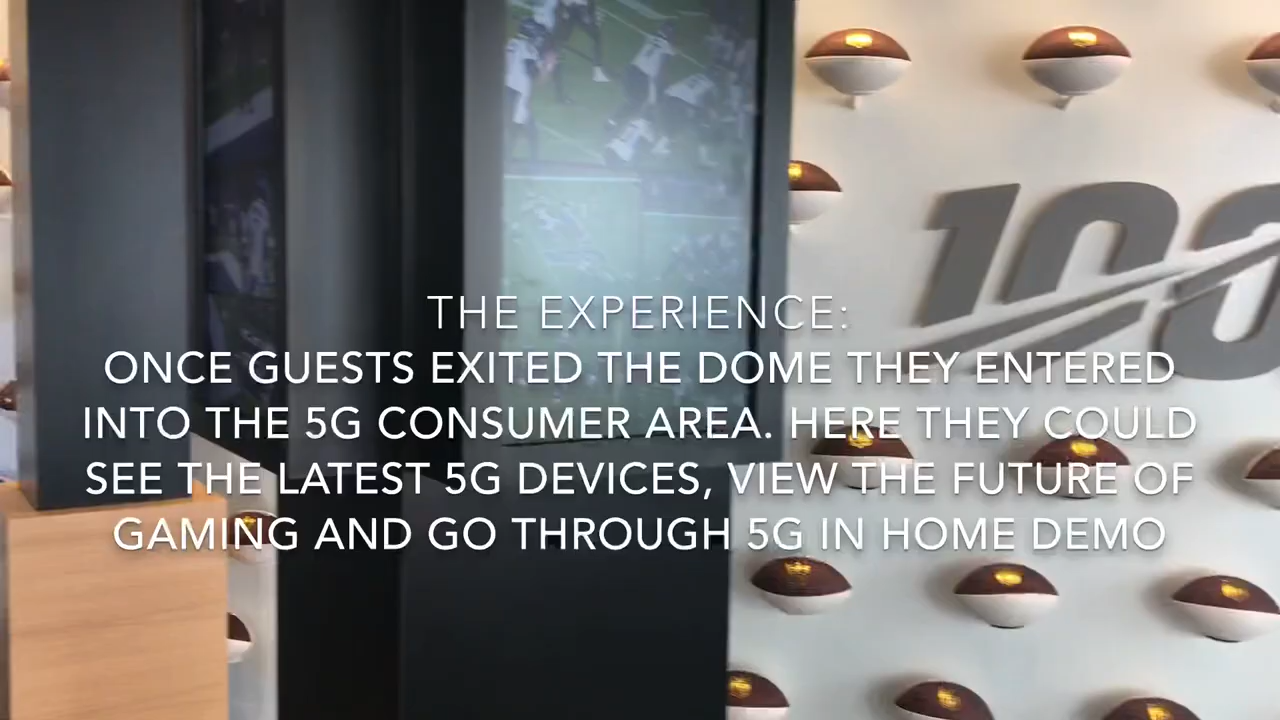 100
THE EXPERIENCE:
ONCE GUESTS EXITED THE DOME THEY ENTERED
INTO THE 5G CONSUMER AREA. HERE THEY COULD
SEE THE LATEST 5G DEVICES, VIEW THE FUTURE OF
GAMING AND GO THROUGH 5G IN HOME DEMO